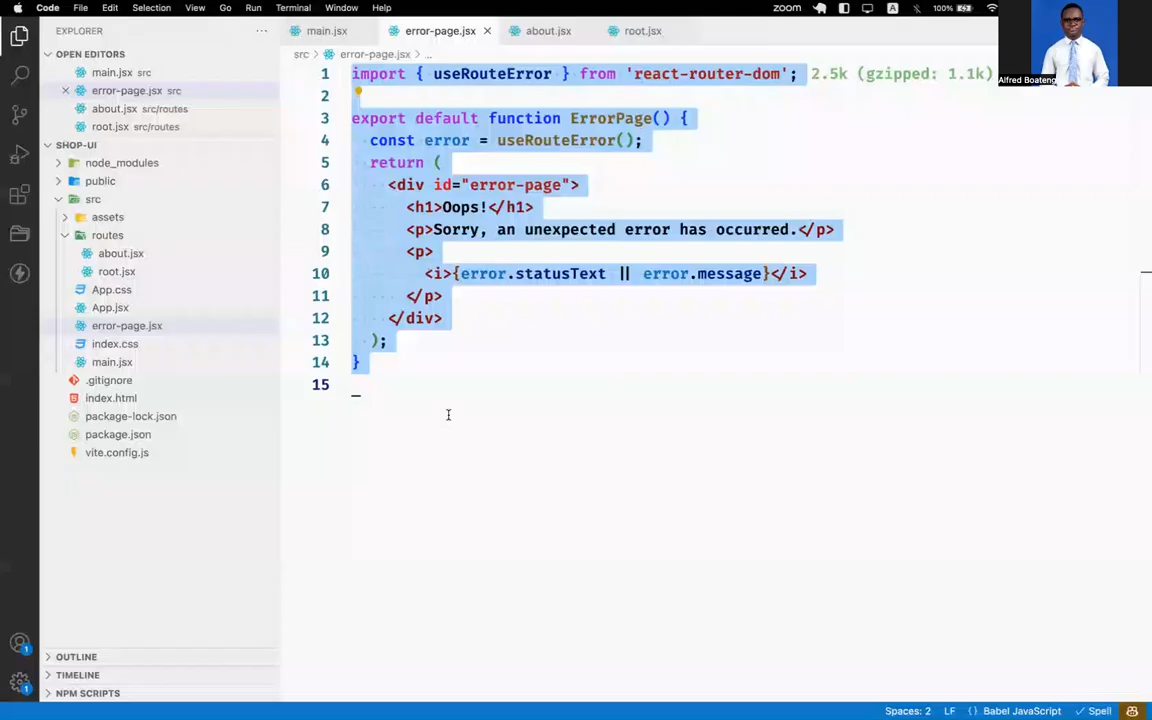 Code File Edit Selection View Go Run Terminal Window Help zoom A 100%
EXPLORER
main.jsx error-page.jsx about.jsx root.jsx
OPEN EDITORS
main.jsx src
error-page.jsx src
about.jsx src/routes
root.jsx src/routes
SHOP-UI
node_modules
public
src
assets
routes
about.jsx
root.jsx
App.css
App.jsx
error-page.jsx
index.css
main.jsx
.gitignore
index.html
package-lock.json
package.json
vite.config.js
OUTLINE
TIMELINE
NPM SCRIPTS
1
1
src > error-page.jsx > ...
1 import { useRouteError } from 'react-router-dom'; 2.5k (gzipped: 1.1k)
2
3 export default function ErrorPage() {
4 const error = useRouteError();
5 return (
6 <div id="error-page">
7 <h1>Oops!</h1>
8 <p>Sorry, an unexpected error has occurred.</p>
9 <p>
10 <i>{error.statusText || error.message}</i>
11 </p>
12 </div>
13 );
14 }
15
Alfred Boateng
Spaces: 2 LF {} Babel JavaScript Spell